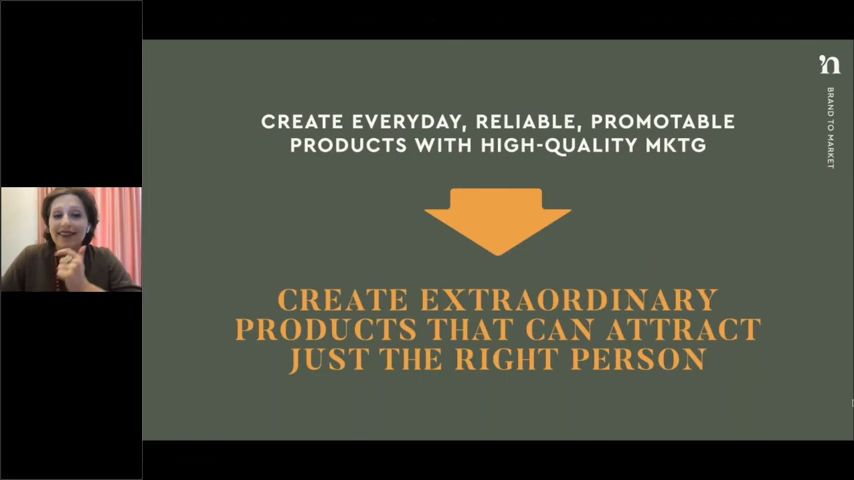 'n
BRAND TO MARKET
CREATE EVERYDAY, RELIABLE, PROMOTABLE
PRODUCTS WITH HIGH-QUALITY MKTG
CREATE EXTRAORDINARY
PRODUCTS THAT CAN ATTRACT
JUST THE RIGHT PERSON